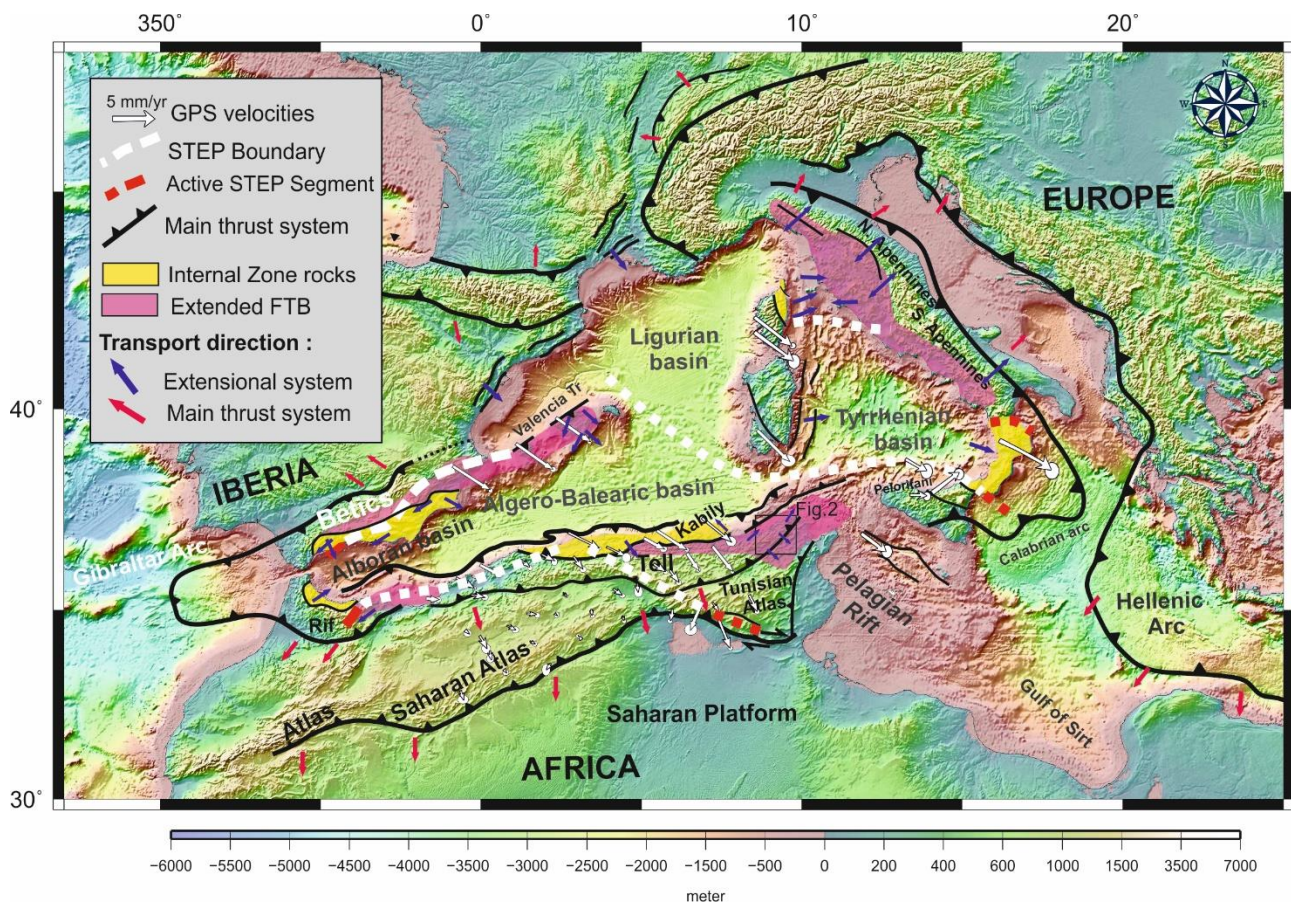 350° 0° 10° 20°
5 mm/yr
GPS velocities
STEP Boundary
Active STEP Segment
Main thrust system
Internal Zone rocks
Extended FTB
Transport direction :
Extensional system
Main thrust system
N
W E
S
EUROPE
N. Apennines
S. Apennines
Ligurian
basin
40°
Valencia Tr
Tyrrhenian
basin
IBERIA
Betics
Algero-Balearic basin
Peloritani
Kabily
Fig.2
Alboran basin
Gibraltar Arc
Calabrian arc
Tell
Tunisian
Atlas
Pelagian
Rift
Hellenic
Arc
Rif
Saharan Atlas
Atlas
Gulf of Sirt
Saharan Platform
AFRICA
30°
−6000 −5500 −5000 −4500 −4000 −3500 −3000 −2500 −2000 −1500 −500 0 200 400 600 1000 1500 3500 7000
meter